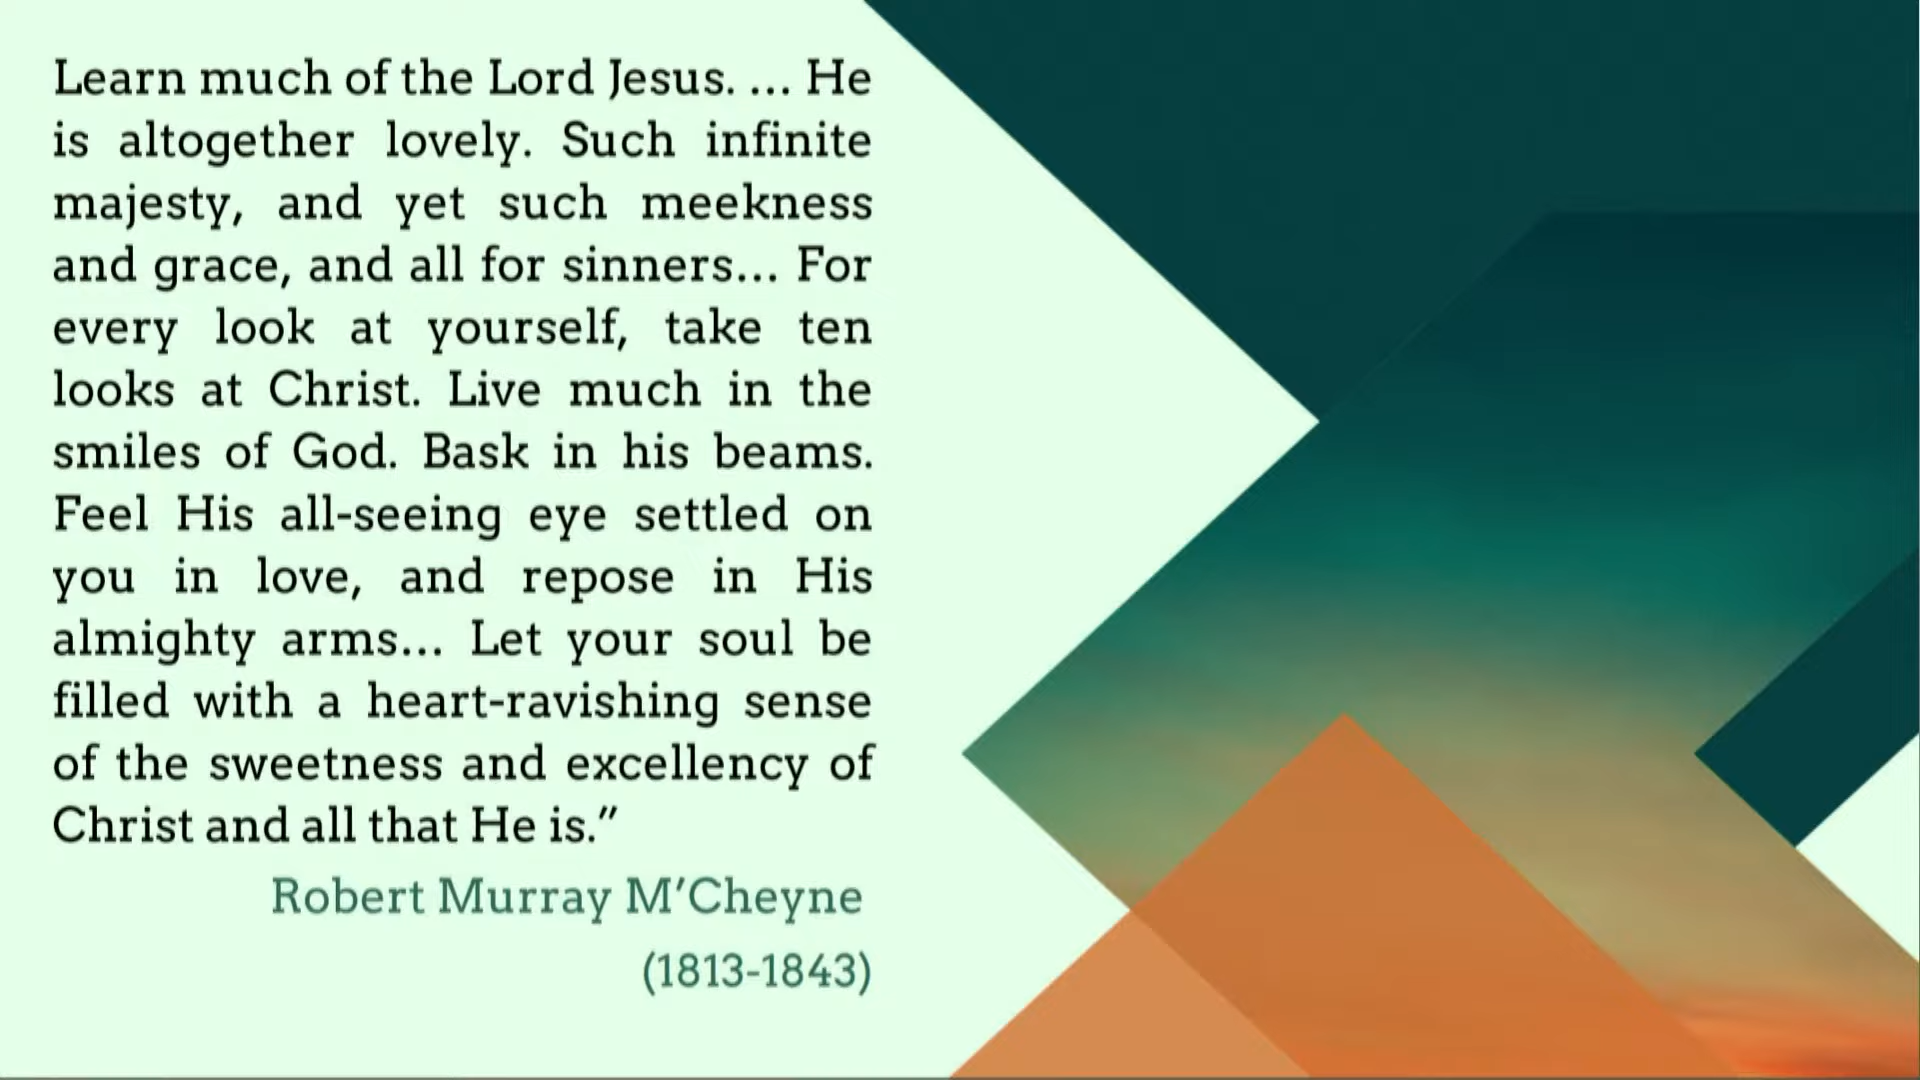 Learn much of the Lord Jesus. ... He
is altogether lovely. Such infinite
majesty, and yet such meekness
and grace, and all for sinners... For
every look at yourself, take ten
looks at Christ. Live much in the
smiles of God. Bask in his beams.
Feel His all-seeing eye settled on
you in love, and repose in His
almighty arms... Let your soul be
filled with a heart-ravishing sense
of the sweetness and excellency of
Christ and all that He is.”
Robert Murray M’Cheyne
(1813-1843)